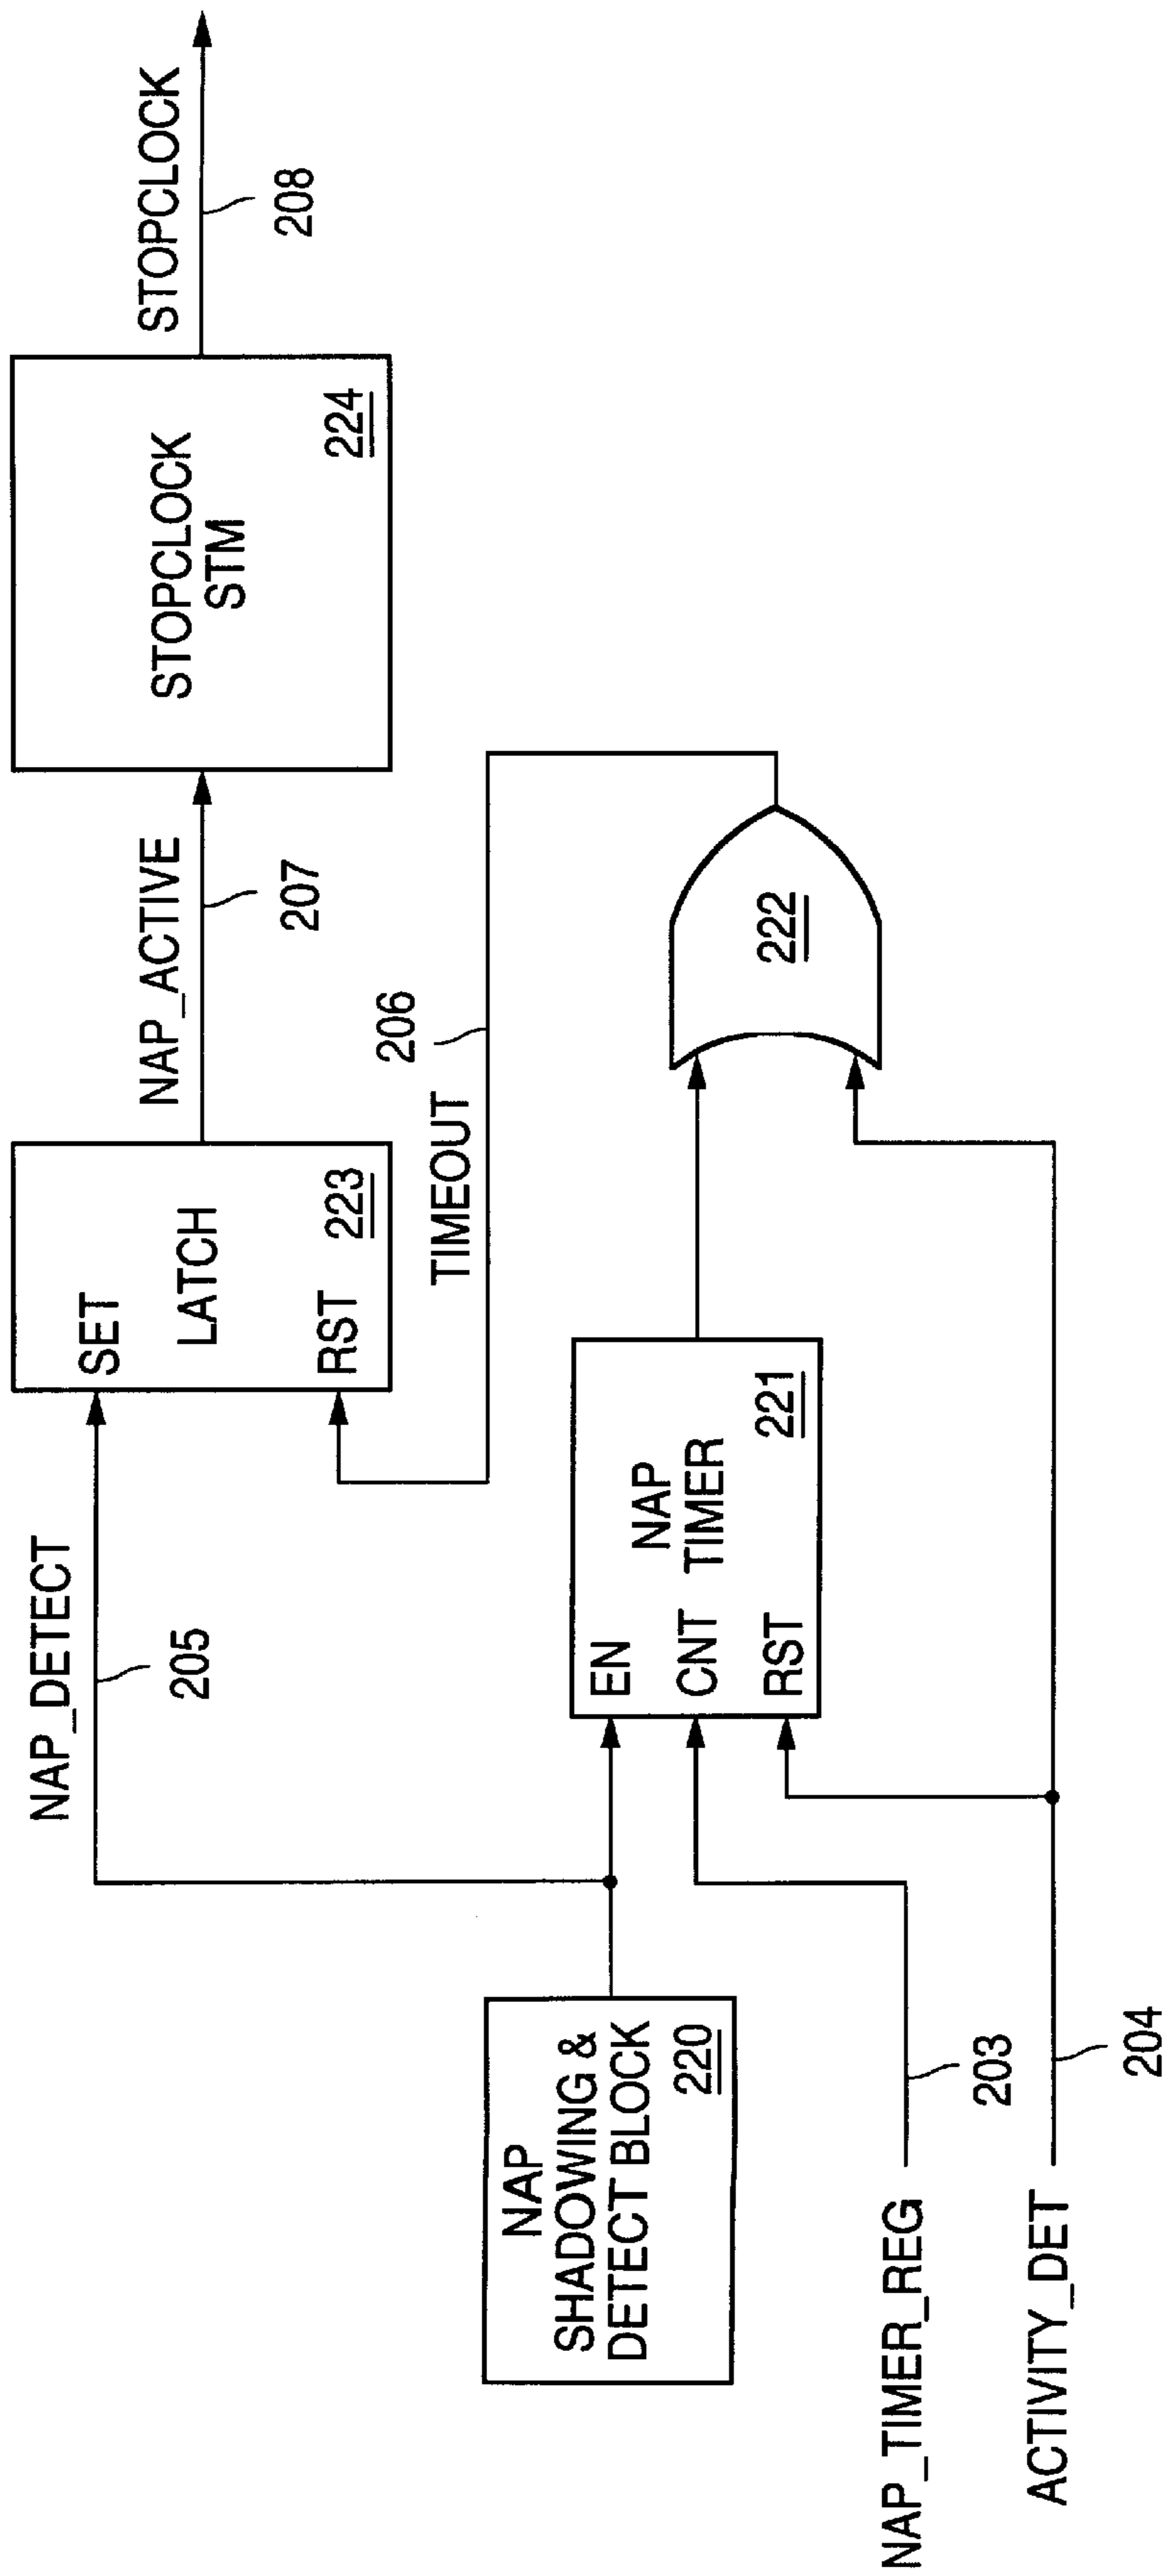 NAP_DETECT
205
SET
LATCH
RST
223
NAP_ACTIVE
207
STOPCLOCK
STM
224
STOPCLOCK
208
TIMEOUT
206
NAP
SHADOWING &
DETECT BLOCK
220
EN
NAP
CNT TIMER
RST
221
222
NAP_TIMER_REG
203
ACTIVITY_DET
204